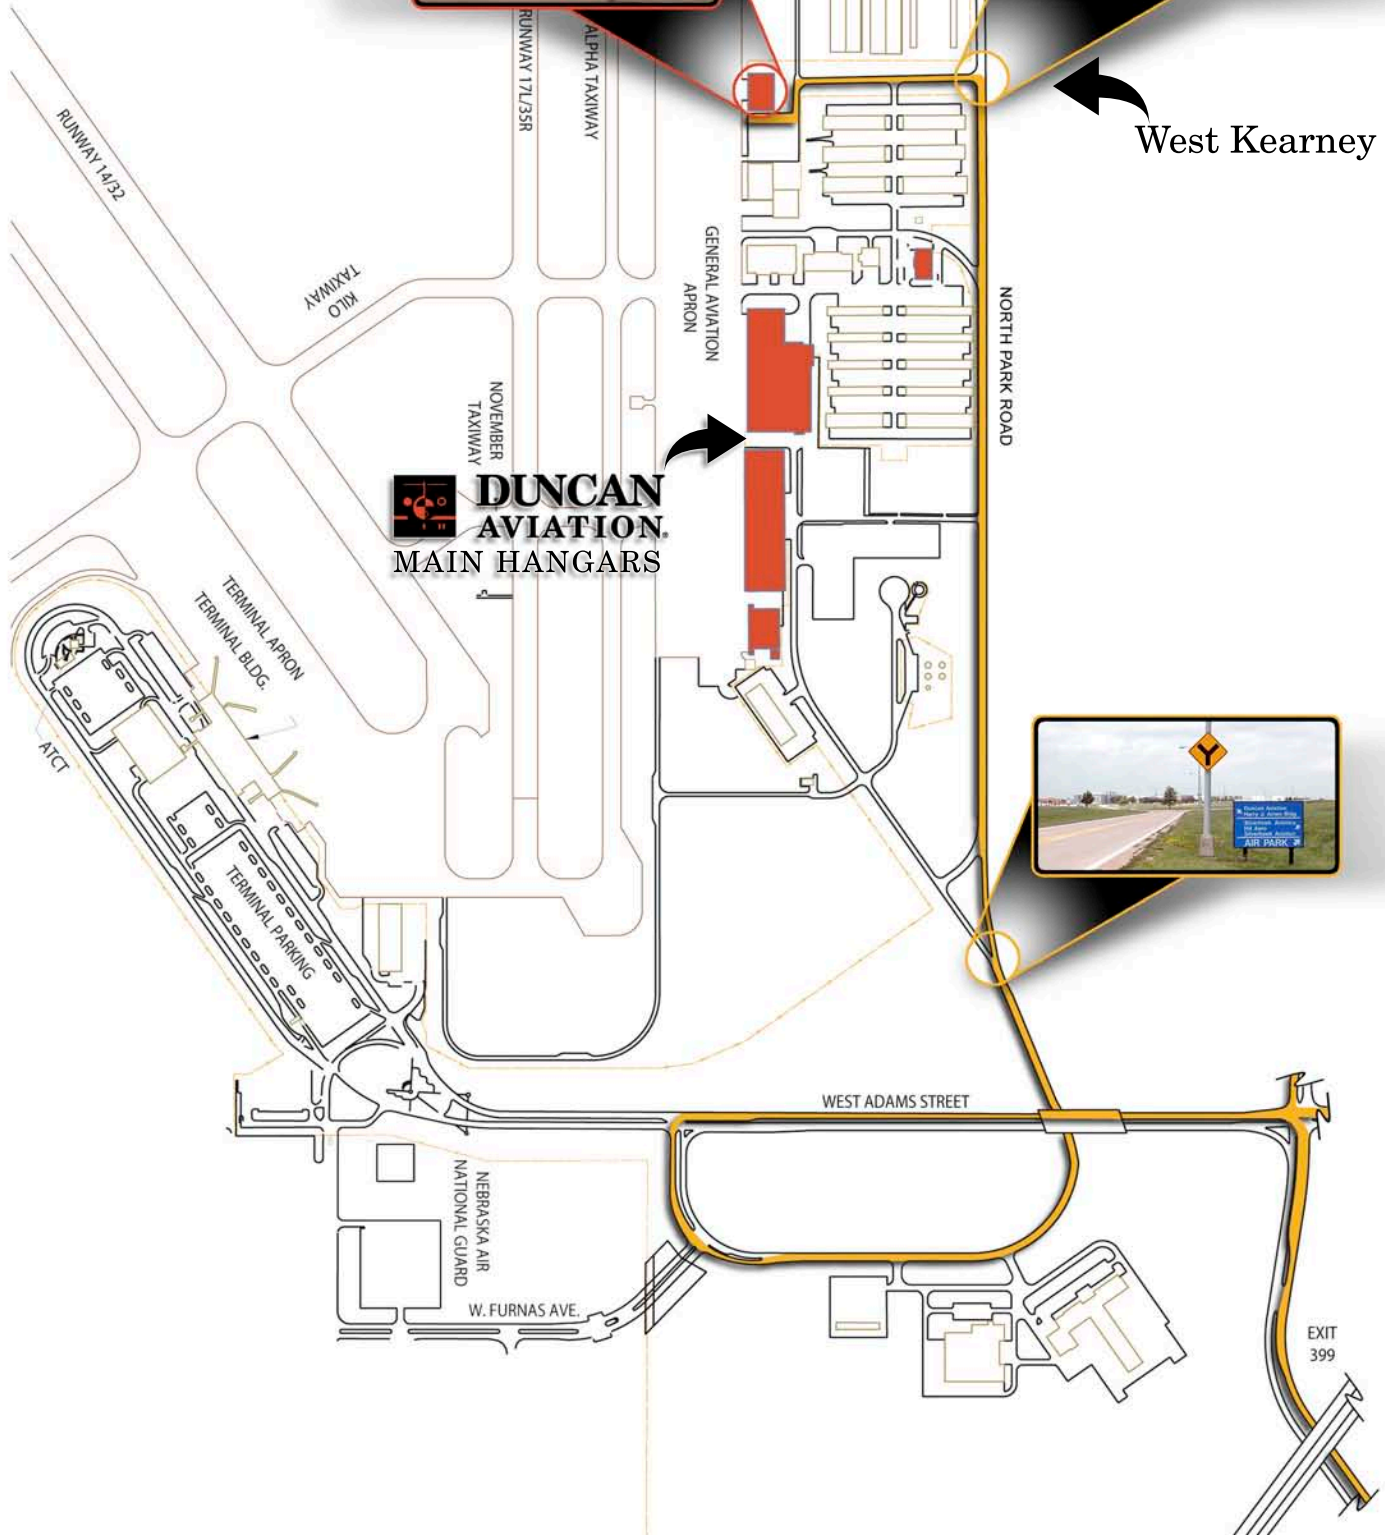 RUNWAY 14/32
RUNWAY 17L/35R
ALPHA TAXIWAY
West Kearney
KILO
TAXIWAY
GENERAL AVIATION
APRON
NORTH PARK ROAD
NOVEMBER
TAXIWAY
DUNCAN
AVIATION
MAIN HANGARS
TERMINAL APRON
TERMINAL BLDG.
ATCT
Duncan Aviation
AIR PARK
TERMINAL PARKING
WEST ADAMS STREET
NEBRASKA AIR
NATIONAL GUARD
W. FURNAS AVE.
EXIT
399